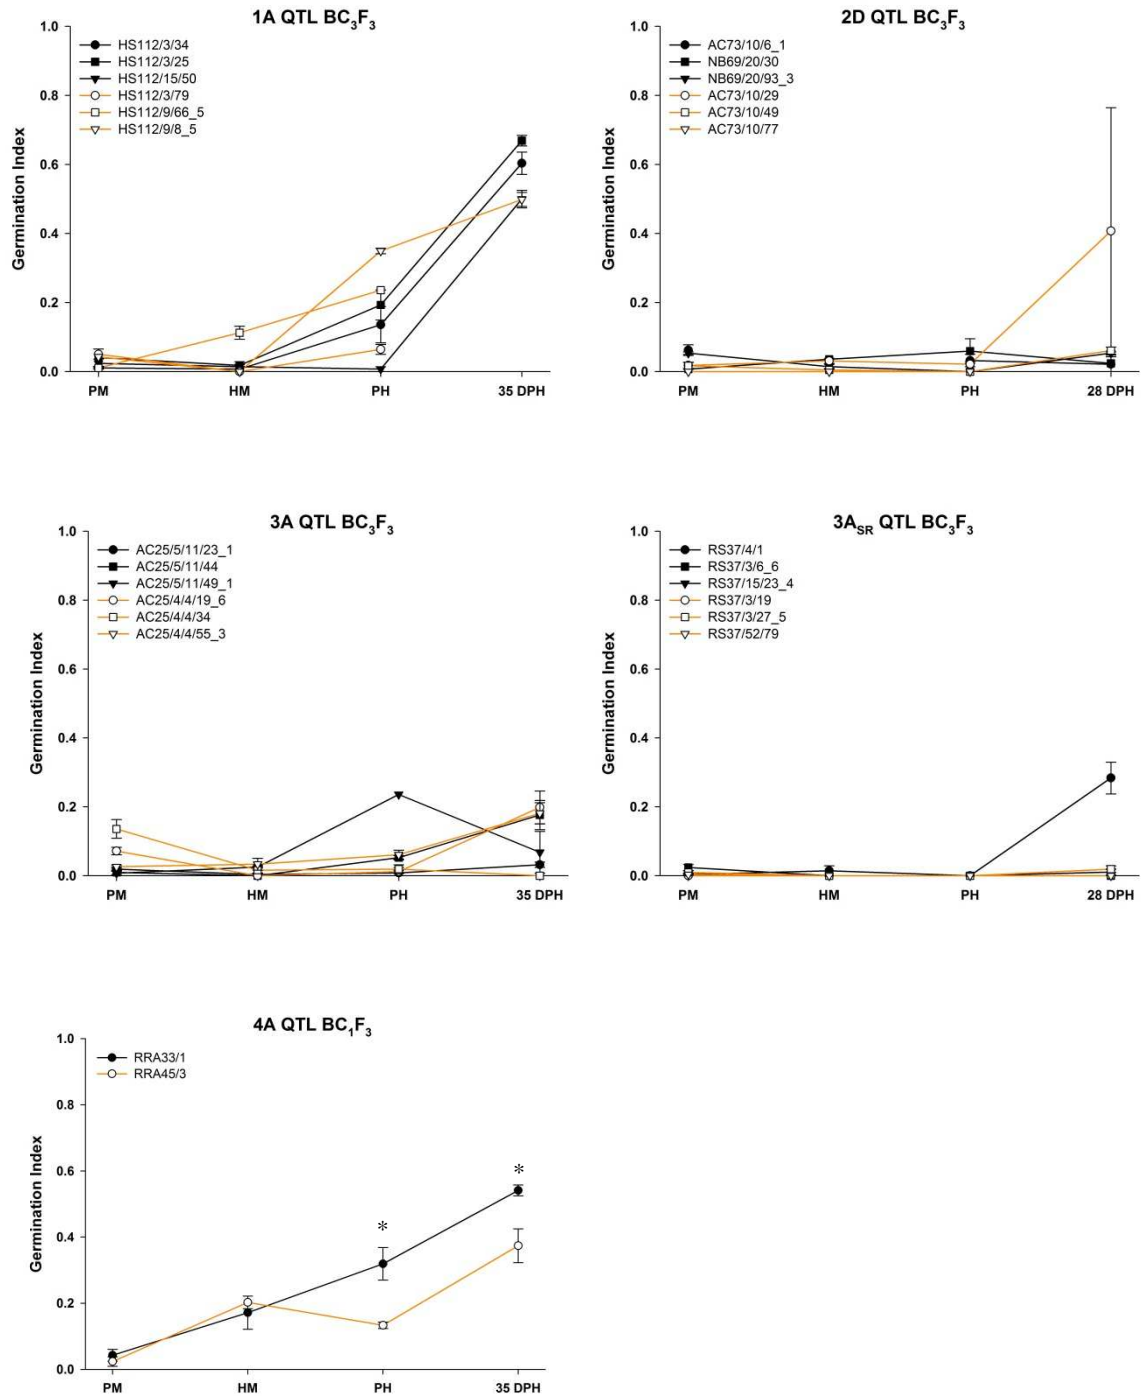 1A QTL BC₃F₃
1.0
HS112/3/34
HS112/3/25
HS112/15/50
HS112/3/79
HS112/9/66_5
HS112/9/8_5
0.8
0.6
0.4
0.2
0.0
Germination Index
PM HM PH 35 DPH
2D QTL BC₃F₃
1.0
AC73/10/6_1
NB69/20/30
NB69/20/93_3
AC73/10/29
AC73/10/49
AC73/10/77
0.8
0.6
0.4
0.2
0.0
Germination Index
PM HM PH 28 DPH
3A QTL BC₃F₃
1.0
AC25/5/11/23_1
AC25/5/11/44
AC25/5/11/49_1
AC25/4/4/19_6
AC25/4/4/34
AC25/4/4/55_3
0.8
0.6
0.4
0.2
0.0
Germination Index
PM HM PH 35 DPH
3A_SR QTL BC₃F₃
1.0
RS37/4/1
RS37/3/6_6
RS37/15/23_4
RS37/3/19
RS37/3/27_5
RS37/52/79
0.8
0.6
0.4
0.2
0.0
Germination Index
PM HM PH 28 DPH
4A QTL BC₁F₃
1.0
RRA33/1
RRA45/3
0.8
0.6
0.4
0.2
0.0
Germination Index
*
*
PM HM PH 35 DPH